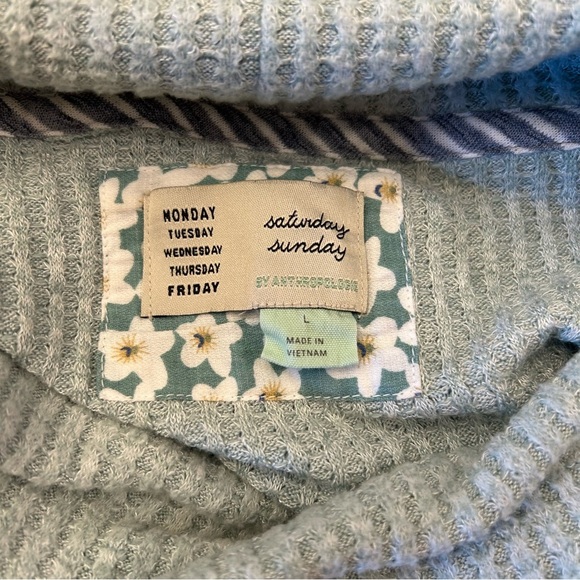 MONDAY
TUESDAY
WEDNESDAY
THURSDAY
FRIDAY
saturday
sunday
BY ANTHROPOLOGIE
L
MADE IN
VIETNAM